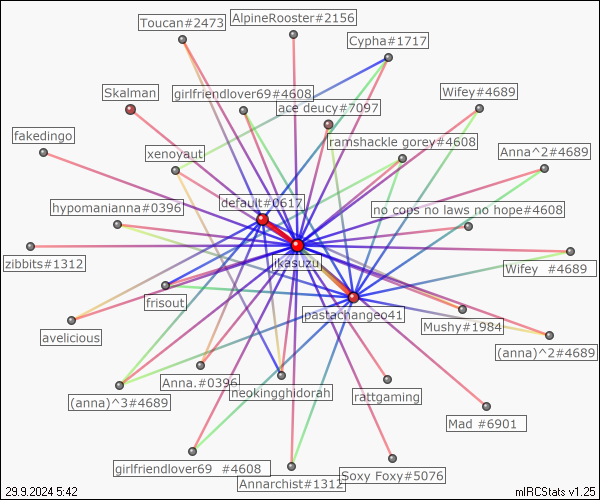 AlpineRooster#2156
Toucan#2473
Cypha#1717
Skalman
girlfriendlover69#4608
Wifey#4689
ace deucy#7097
fakedingo
ramshackle gorey#4608
xenoyaut
Anna^2#4689
default#0617
hypomanianna#0396
no cops no laws no hope#4608
likasuzu
zibbits#1312
Wifey #4689
frisout
pastachangeo41
Mushy#1984
avelicious
(anna)^2#4689
Anna.#0396
neokingghidorah
rattgaming
(anna)^3#4689
Mad #6901
girlfriendlover69 #4608
Soxy Foxy#5076
Annarchist#1312
29.9.2024 5:42
mIRCStats v1.25